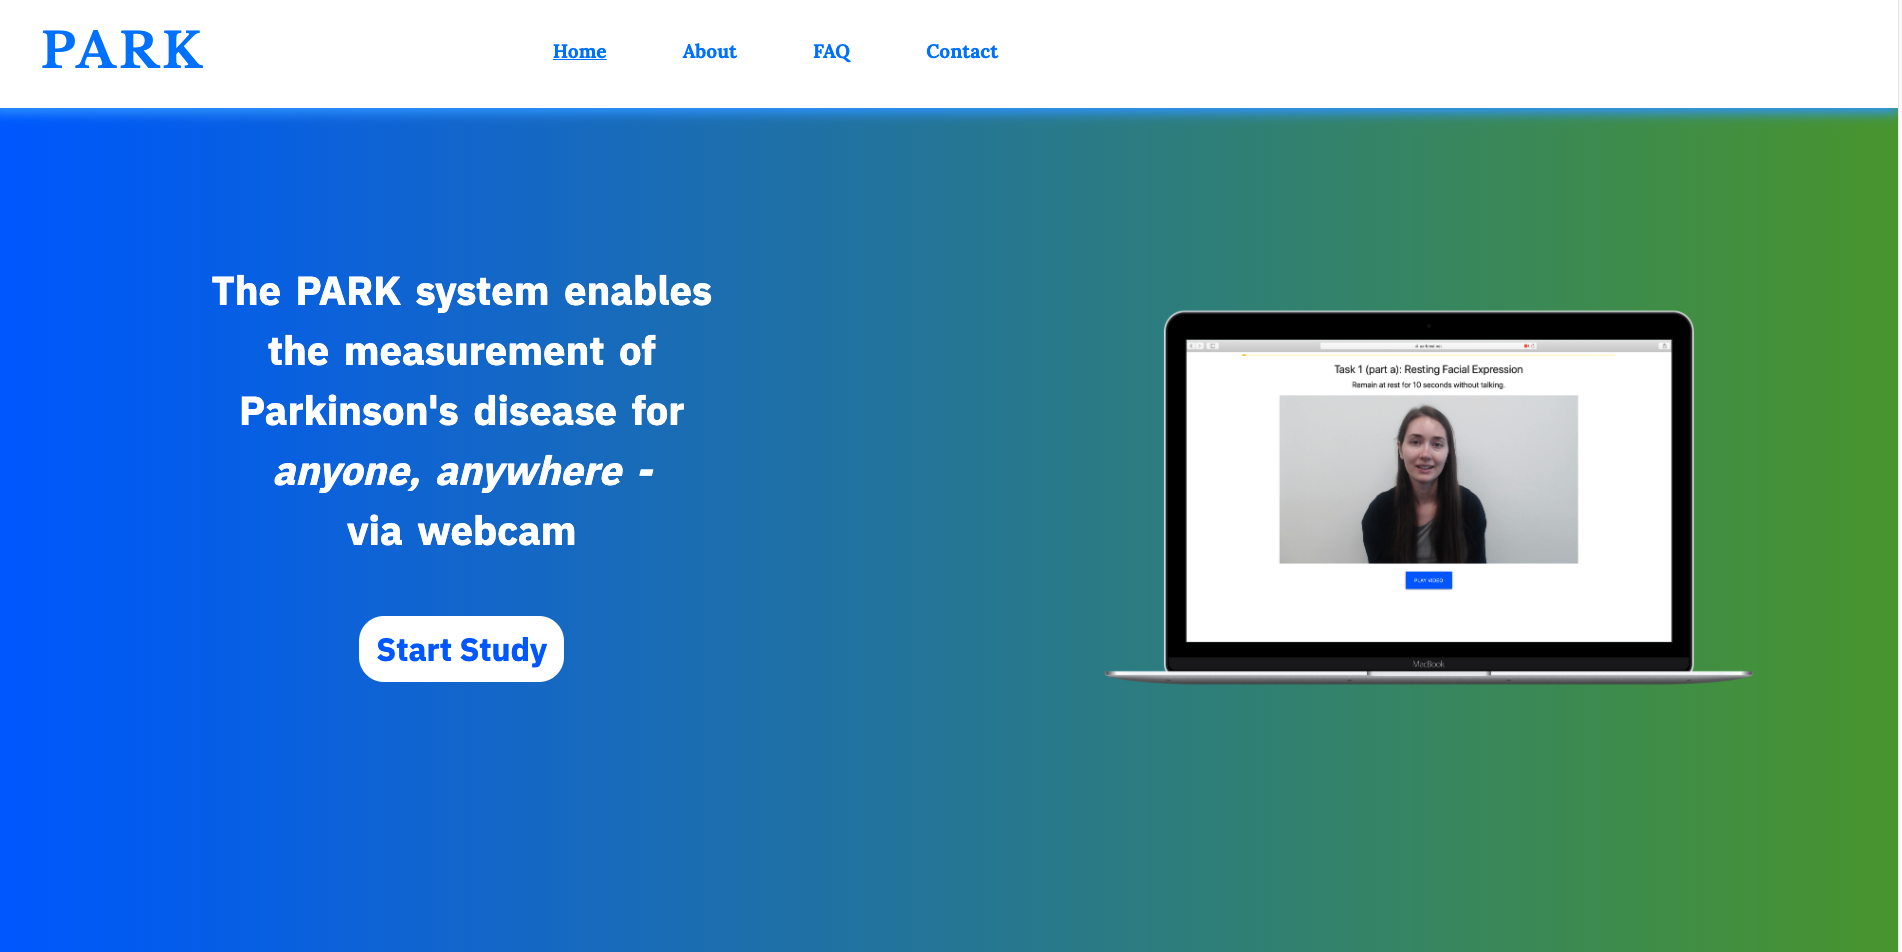 PARK
Home About FAQ Contact
The PARK system enables
the measurement of
Parkinson's disease for
anyone, anywhere -
via webcam
Start Study
Task 1 (part a): Resting Facial Expression
Remain at rest for 10 seconds without talking.
PLAY VIDEO
MacBook